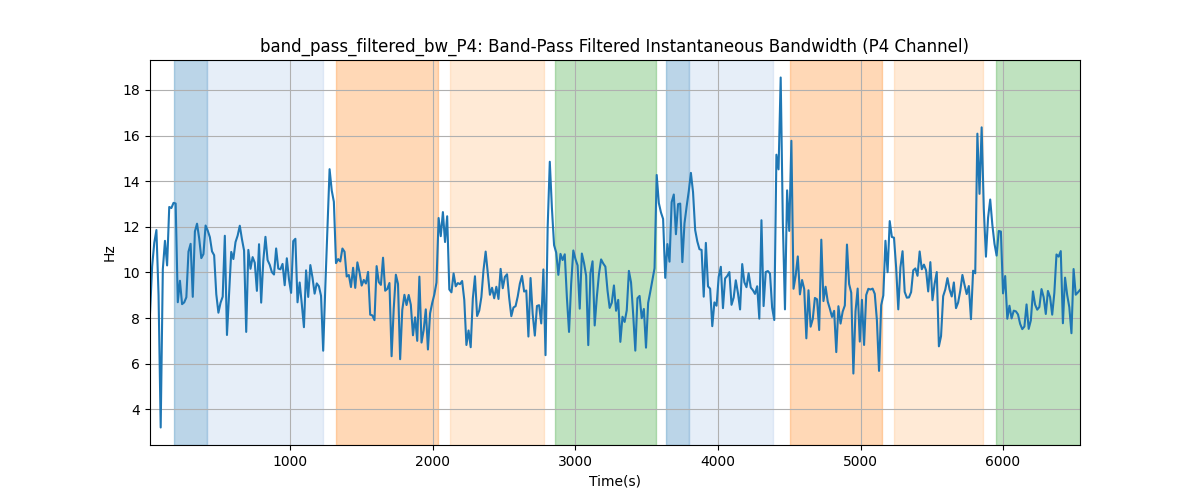 band_pass_filtered_bw_P4: Band-Pass Filtered Instantaneous Bandwidth (P4 Channel)
18
16
14
12
10
8
6
4
Hz
1000 2000 3000 4000 5000 6000
Time(s)